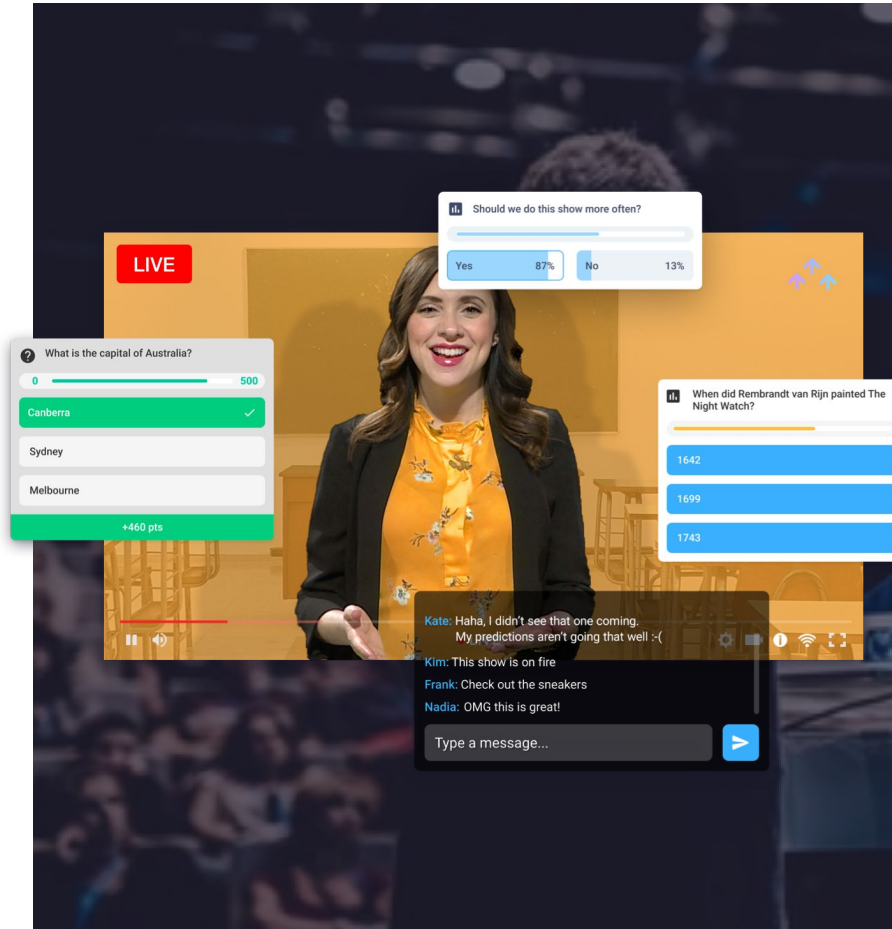 Should we do this show more often?
Yes 87% No 13%
LIVE
What is the capital of Australia?
0 500
Canberra
Sydney
Melbourne
+460 pts
When did Rembrandt van Rijn painted The
Night Watch?
1642
1699
1743
Kate: Haha, I didn't see that one coming.
My predictions aren't going that well :-(
Kim: This show is on fire
Frank: Check out the sneakers
Nadia: OMG this is great!
Type a message...